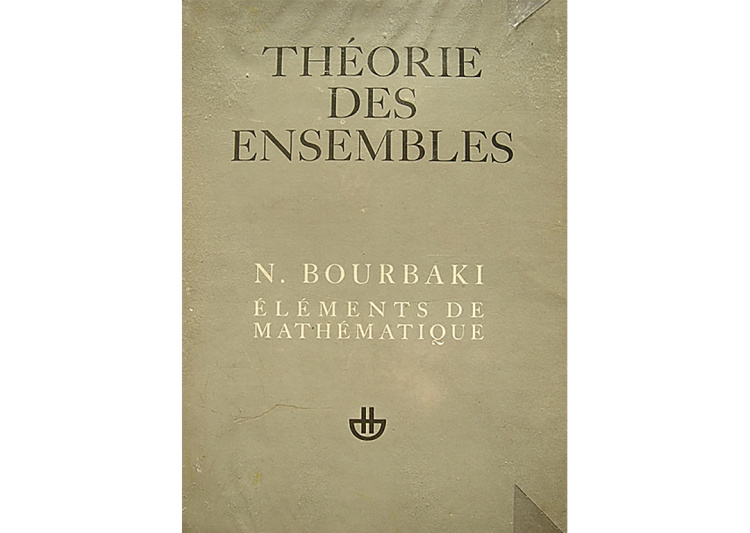 THÉORIE
DES
ENSEMBLES
N. BOURBAKI
ÉLÉMENTS DE
MATHÉMATIQUE